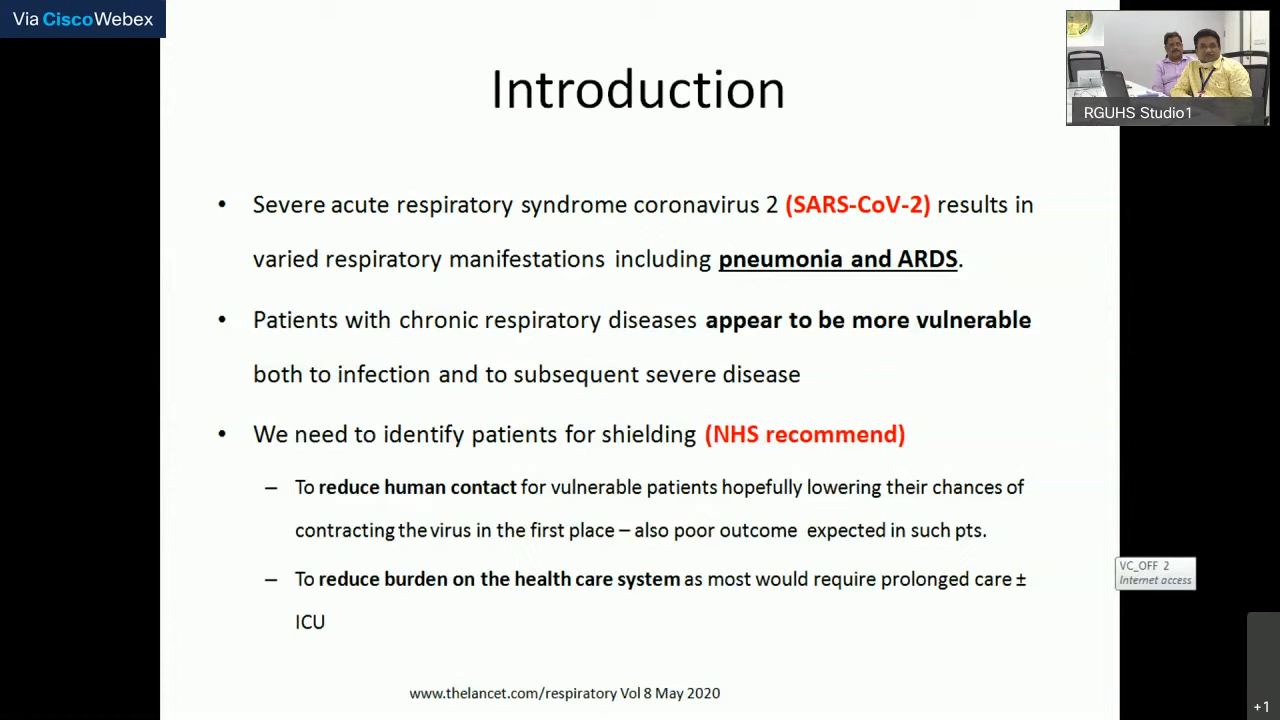 Via CiscoWebex
RGUHS Studio1
Introduction
• Severe acute respiratory syndrome coronavirus 2 (SARS-CoV-2) results in
varied respiratory manifestations including pneumonia and ARDS.
• Patients with chronic respiratory diseases appear to be more vulnerable
both to infection and to subsequent severe disease
• We need to identify patients for shielding (NHS recommend)
– To reduce human contact for vulnerable patients hopefully lowering their chances of
contracting the virus in the first place – also poor outcome expected in such pts.
– To reduce burden on the health care system as most would require prolonged care ±
ICU
VC_OFF 2
Internet access
www.thelancet.com/respiratory Vol 8 May 2020
+1